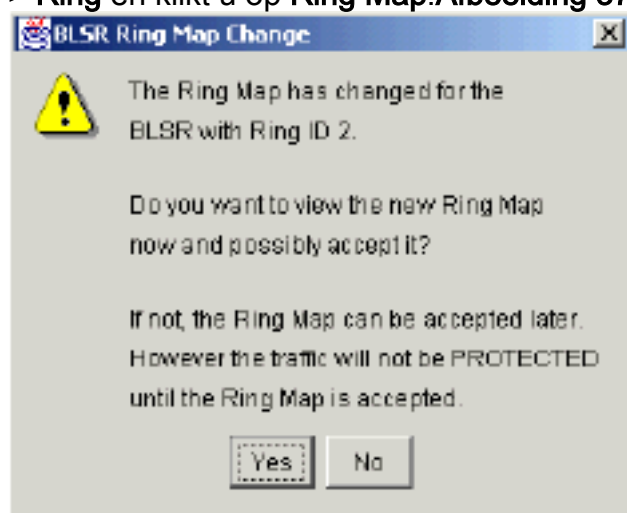 > Ring en klikt u op Ring Map.Afbeelding 67
BLSR Ring Map Change
The Ring Map has changed for the
BLSR with Ring ID 2.
Do you want to view the new Ring Map
now and possibly accept it?
If not, the Ring Map can be accepted later.
However the traffic will not be PROTECTED
until the Ring Map is accepted.
Yes
No